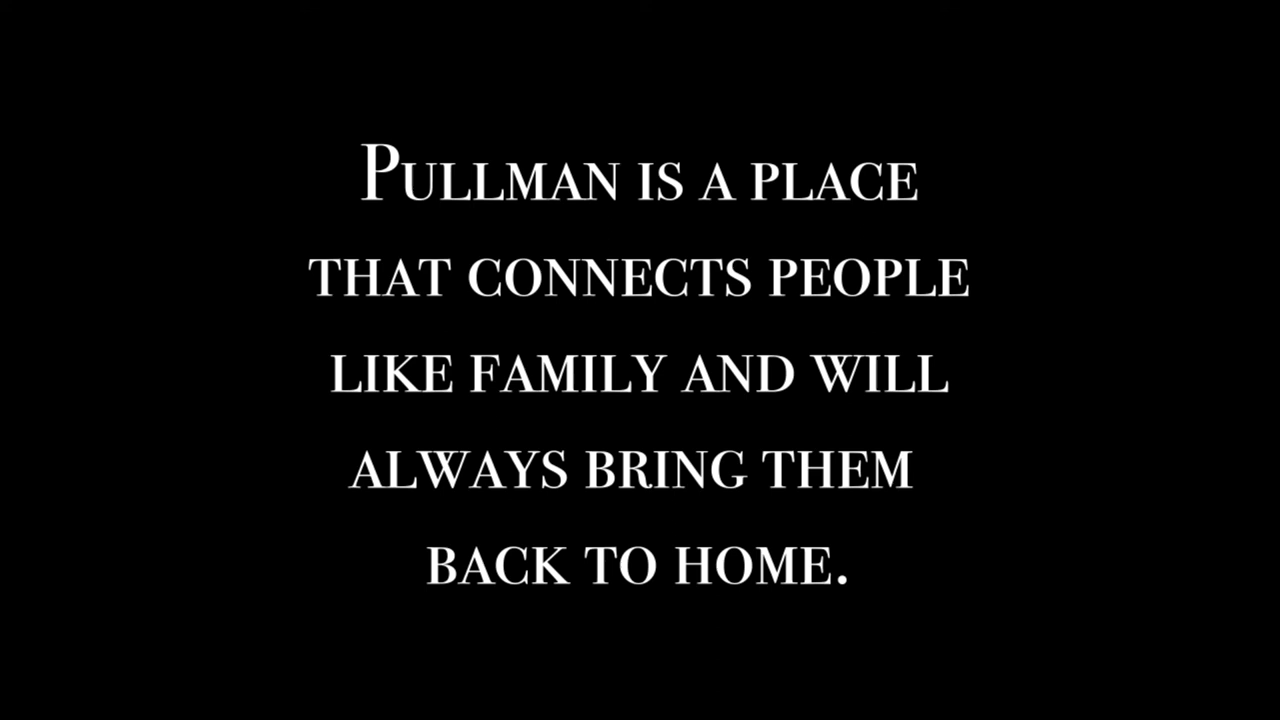 Pullman is a place
that connects people
like family and will
always bring them
back to home.